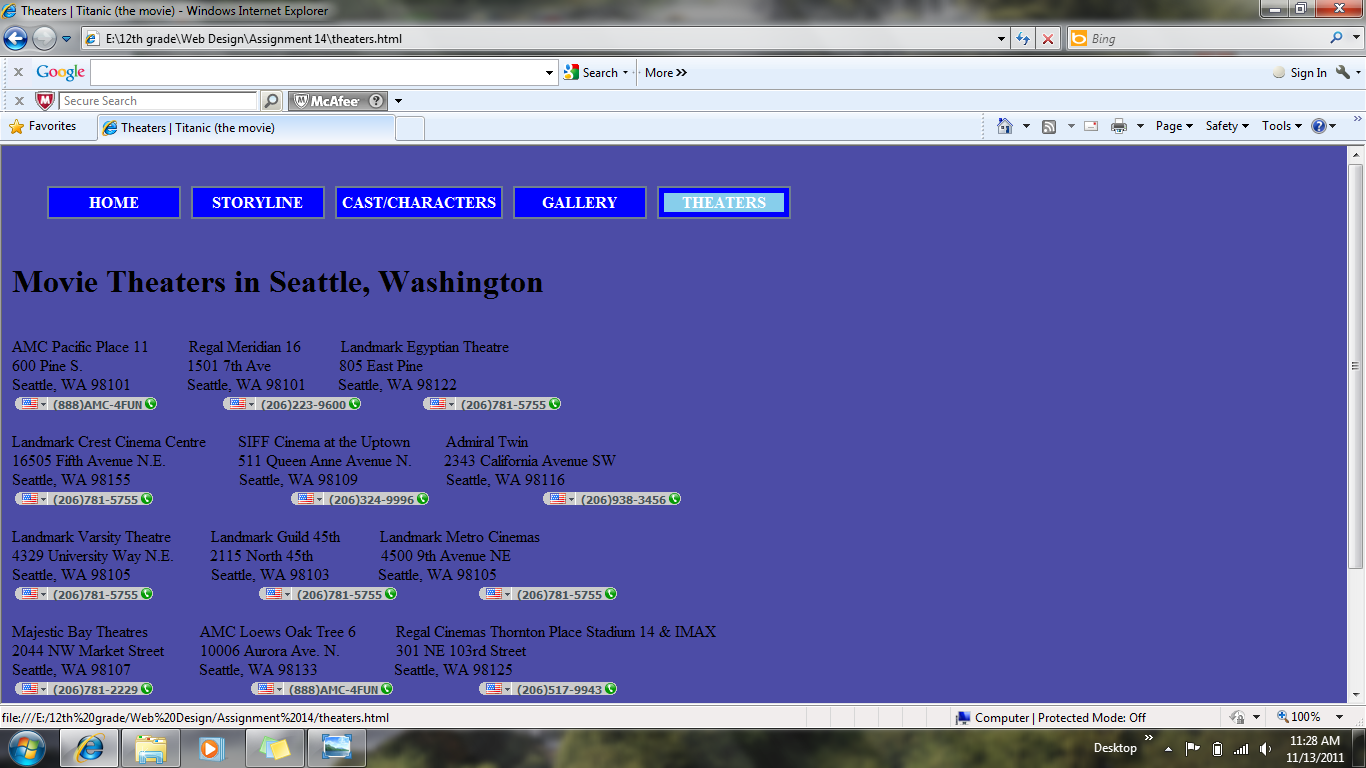 Theaters | Titanic (the movie) - Windows Internet Explorer
E:\12th grade\Web Design\Assignment 14\theaters.html
Bing
Google Search More Sign In
Secure Search McAfee
Favorites Theaters | Titanic (the movie) Page Safety Tools
HOME STORYLINE CAST/CHARACTERS GALLERY THEATERS
Movie Theaters in Seattle, Washington
AMC Pacific Place 11 Regal Meridian 16 Landmark Egyptian Theatre
600 Pine S. 1501 7th Ave 805 East Pine
Seattle, WA 98101 Seattle, WA 98101 Seattle, WA 98122
(888)AMC-4FUN (206)223-9600 (206)781-5755
Landmark Crest Cinema Centre SIFF Cinema at the Uptown Admiral Twin
16505 Fifth Avenue N.E. 511 Queen Anne Avenue N. 2343 California Avenue SW
Seattle, WA 98155 Seattle, WA 98109 Seattle, WA 98116
(206)781-5755 (206)324-9996 (206)938-3456
Landmark Varsity Theatre Landmark Guild 45th Landmark Metro Cinemas
4329 University Way N.E. 2115 North 45th 4500 9th Avenue NE
Seattle, WA 98105 Seattle, WA 98103 Seattle, WA 98105
(206)781-5755 (206)781-5755 (206)781-5755
Majestic Bay Theatres AMC Loews Oak Tree 6 Regal Cinemas Thornton Place Stadium 14 & IMAX
2044 NW Market Street 10006 Aurora Ave. N. 301 NE 103rd Street
Seattle, WA 98107 Seattle, WA 98133 Seattle, WA 98125
(206)781-2229 (888)AMC-4FUN (206)517-9943
file:///E:/12th%20grade/Web%20Design/Assignment%2014/theaters.html Computer | Protected Mode: Off 100%
Desktop
11:28 AM
11/13/2011